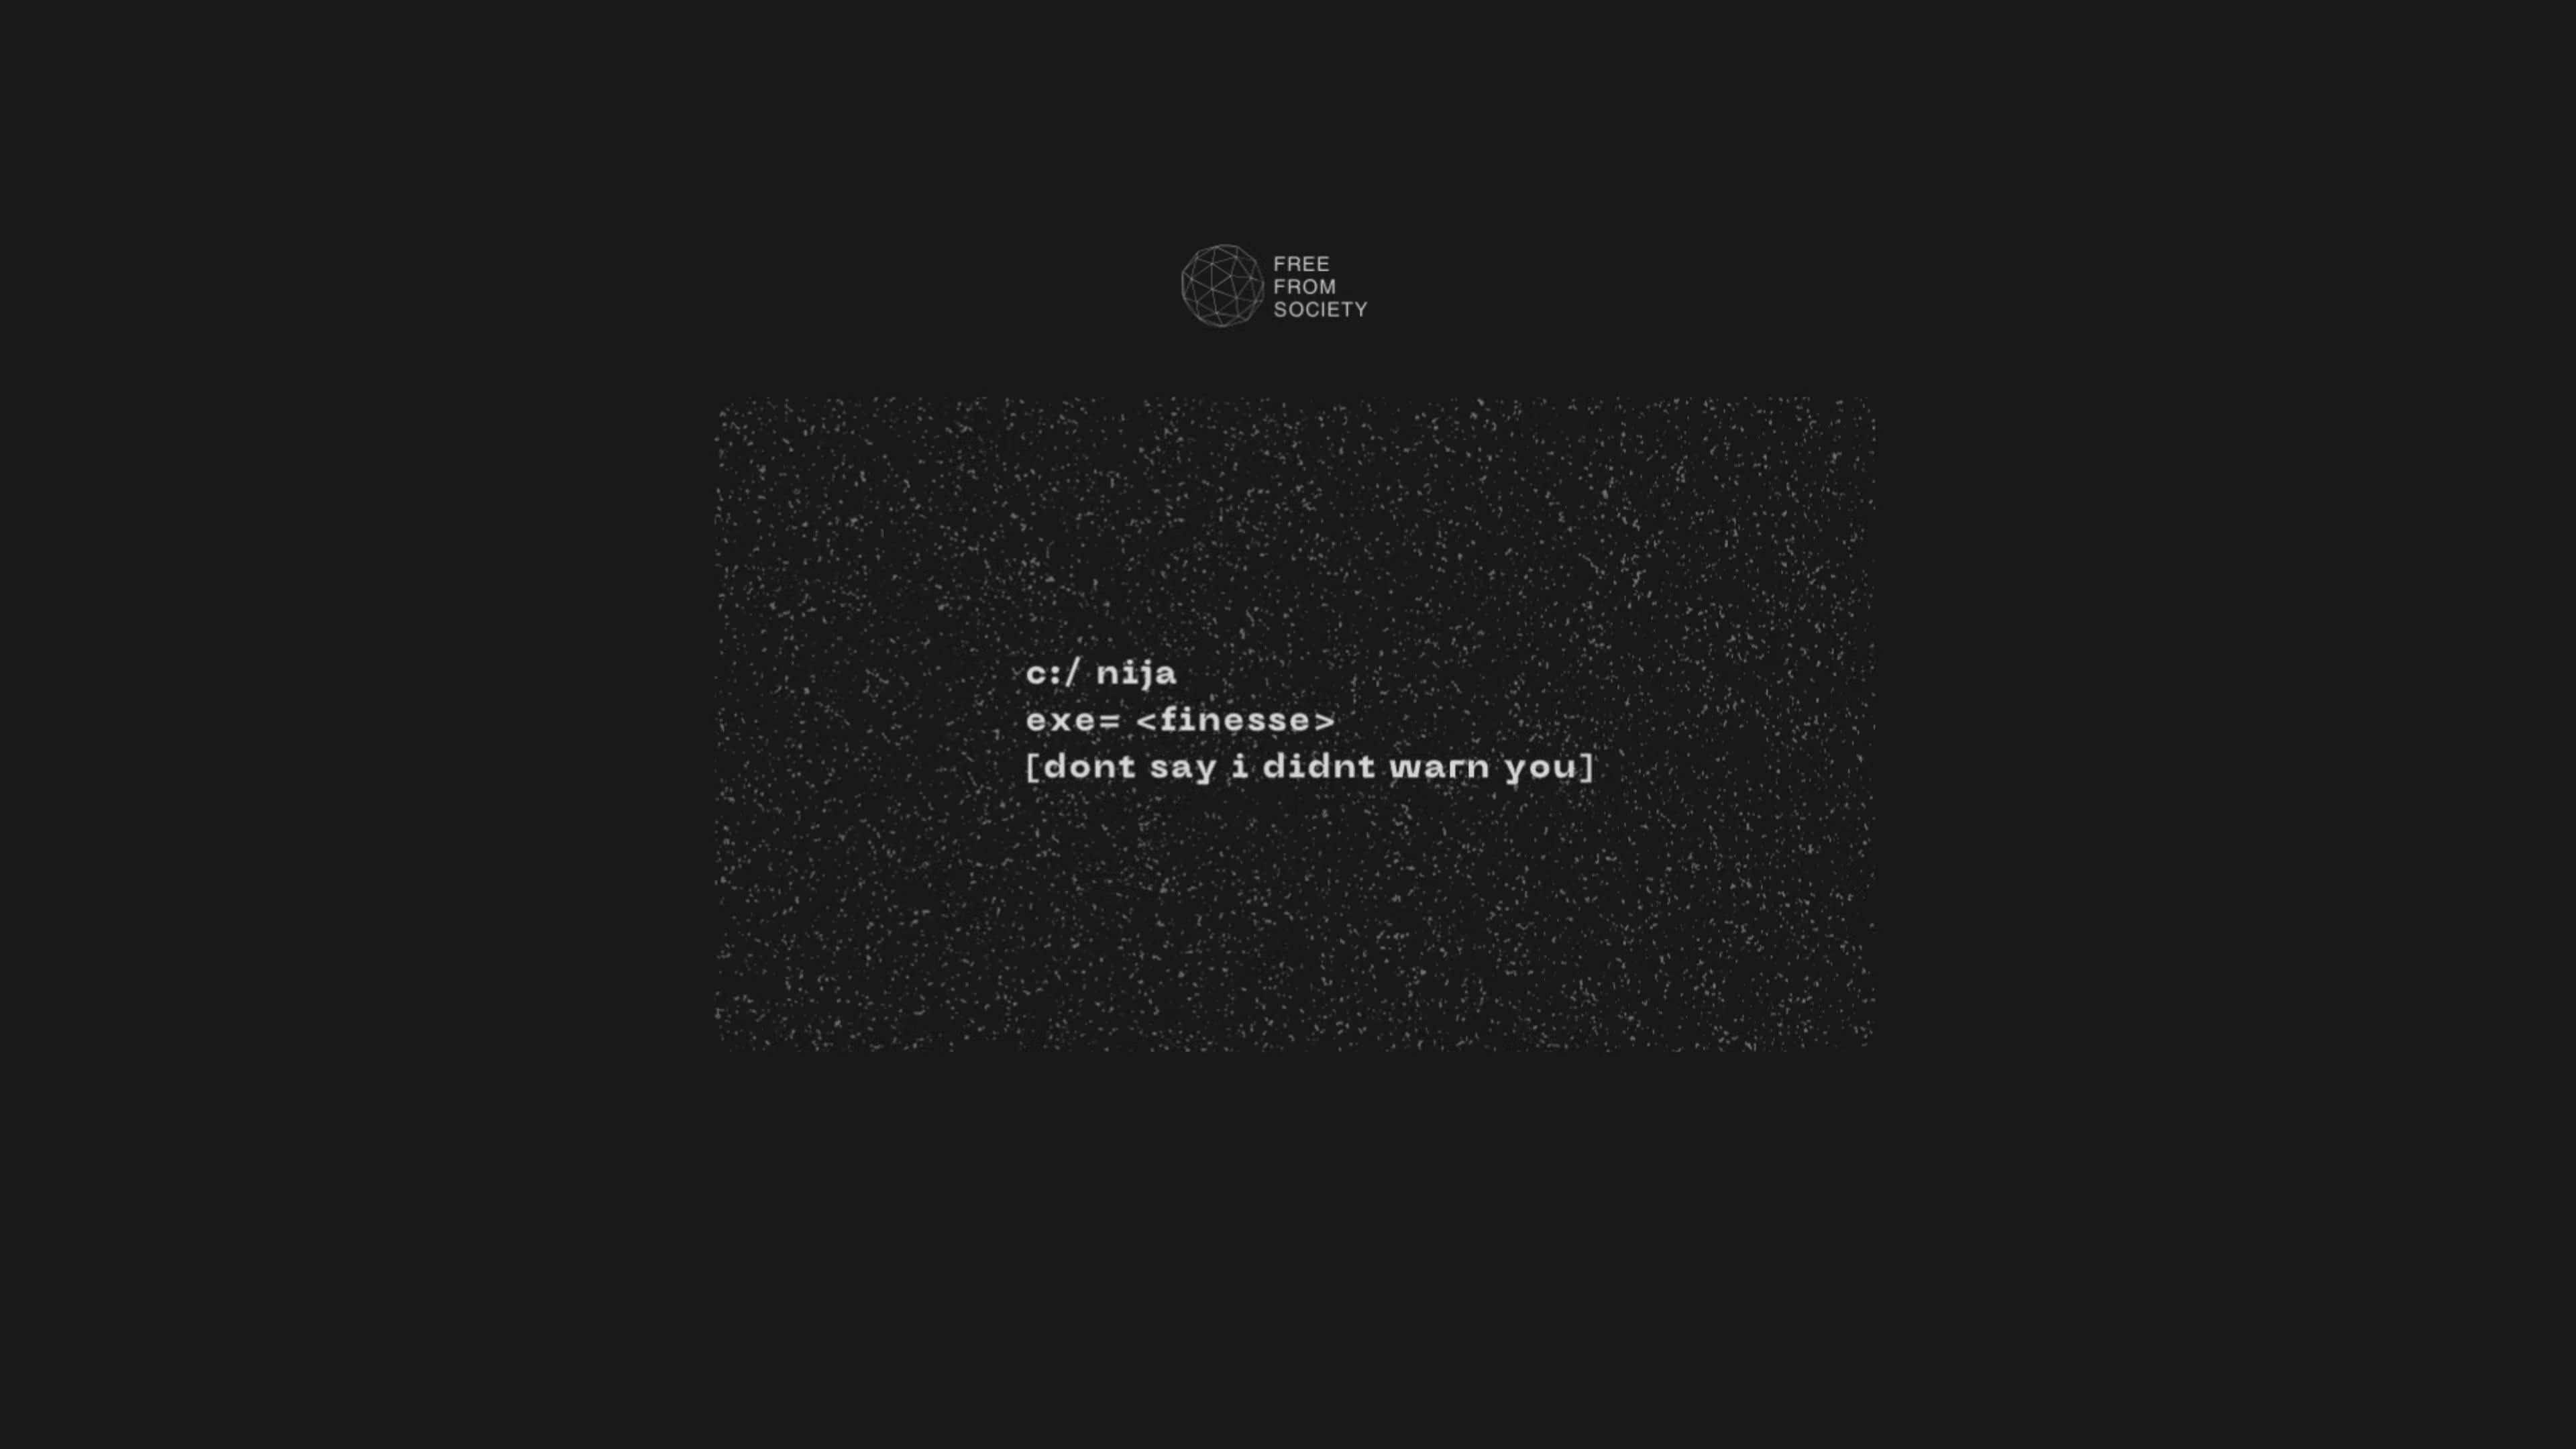 FREE
FROM
SOCIETY
c:/ nija
exe= <finesse>
[dont say i didnt warn you]